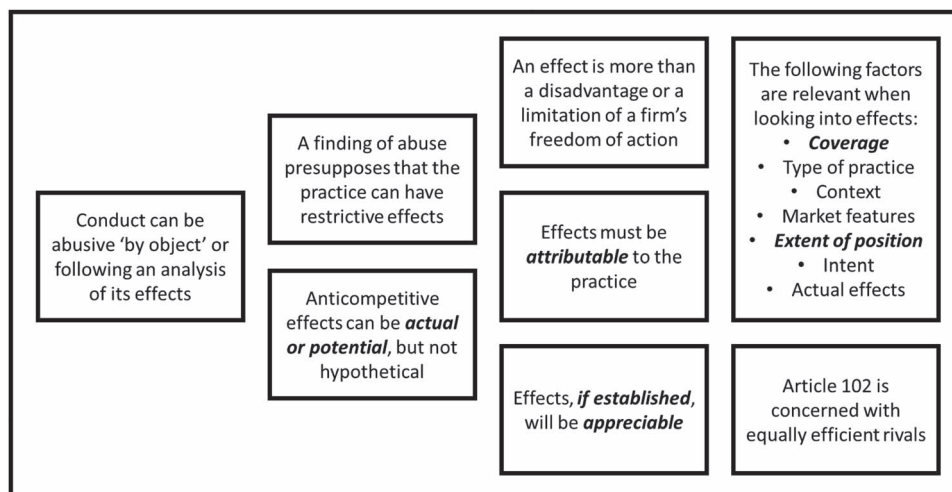 Conduct can be
abusive ‘by object’ or
following an analysis
of its effects
A finding of abuse
presupposes that the
practice can have
restrictive effects
Anticompetitive
effects can be actual
or potential, but not
hypothetical
An effect is more than
a disadvantage or a
limitation of a firm’s
freedom of action
Effects must be
attributable to the
practice
Effects, if established,
will be appreciable
The following factors
are relevant when
looking into effects:
• Coverage
• Type of practice
• Context
• Market features
• Extent of position
• Intent
• Actual effects
Article 102 is
concerned with
equally efficient rivals